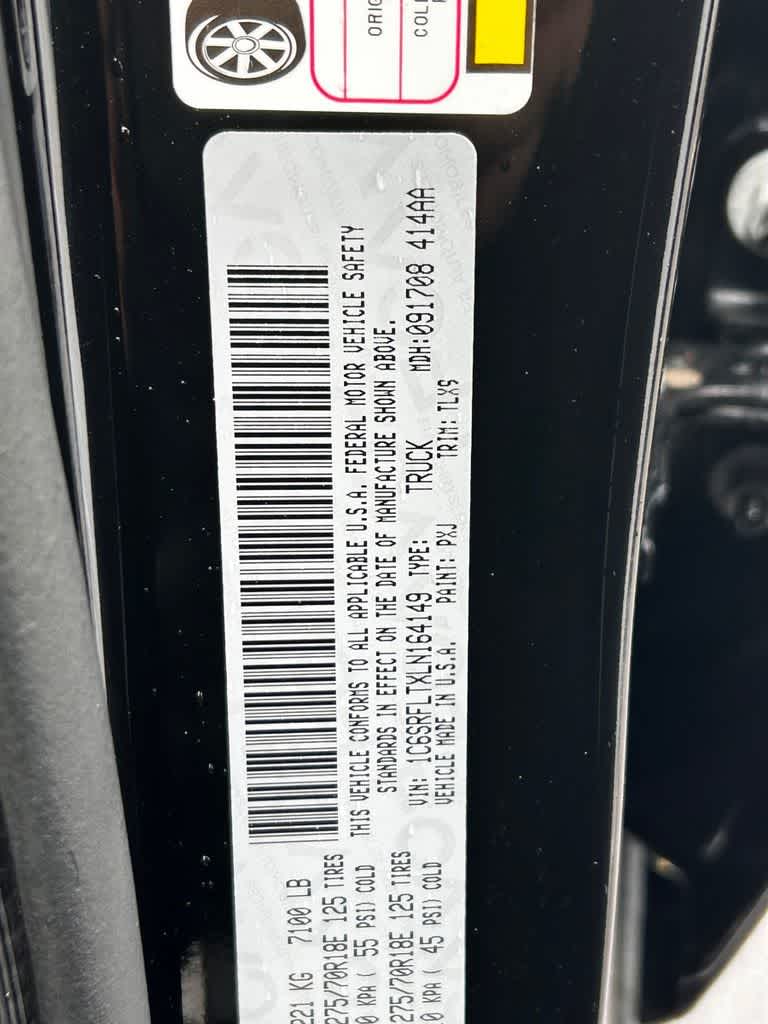 221 KG 7100 LB
275/70R18E 125 TIRES
0 KPA ( 55 PSI) COLD
275/70R18E 125 TIRES
0 KPA ( 45 PSI) COLD
THIS VEHICLE CONFORMS TO ALL APPLICABLE U.S.A. FEDERAL MOTOR VEHICLE SAFETY
STANDARDS IN EFFECT ON THE DATE OF MANUFACTURE SHOWN ABOVE.
VIN: 1C6SRFLTXLN164149 TYPE: TRUCK MDH:091708 414AA
VEHICLE MADE IN U.S.A. PAINT: PXJ TRIM: TLX9
ORIG
COL